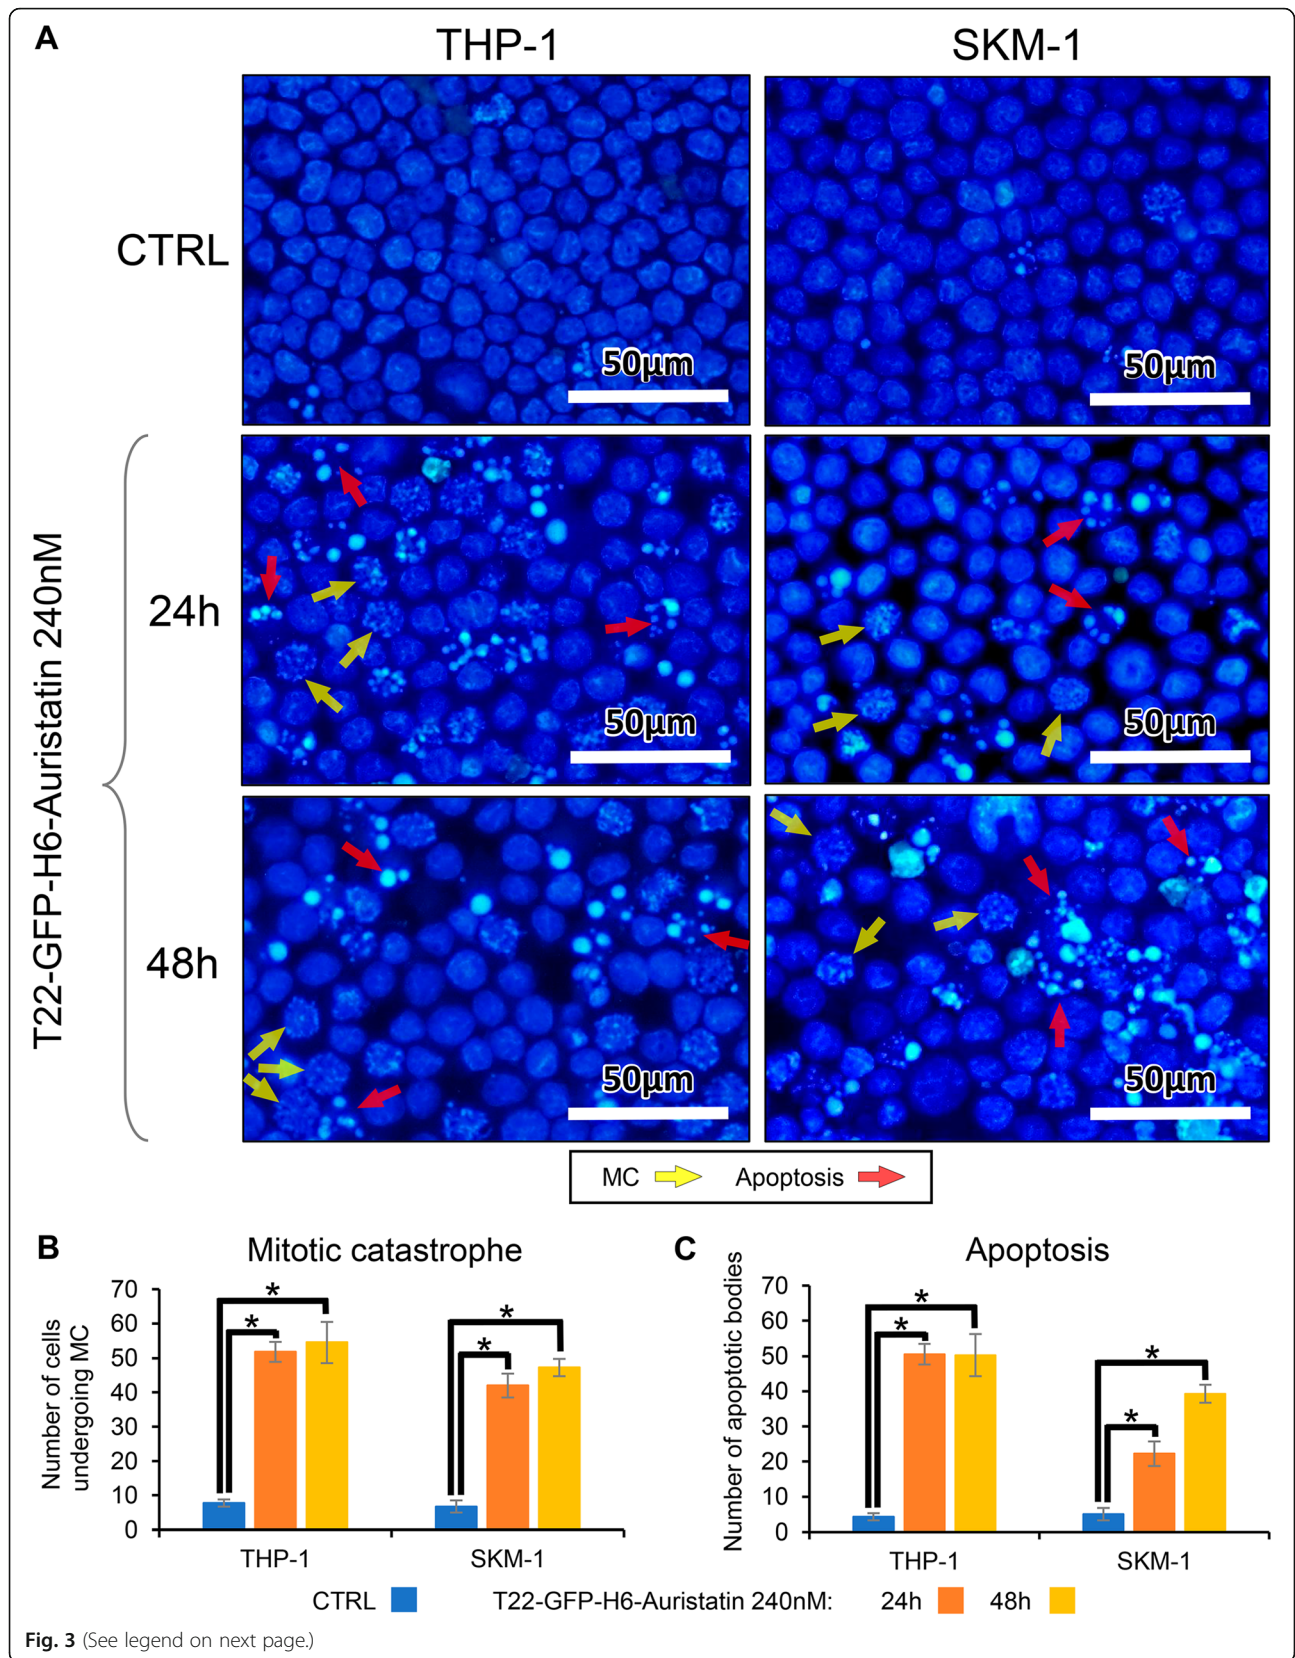 A
THP-1
SKM-1
CTRL
50µm
50µm
T22-GFP-H6-Auristatin 240nM
24h
50µm
50µm
48h
50µm
50µm
MC
Apoptosis
B
Mitotic catastrophe
Number of cells
undergoing MC
70
60
50
40
30
20
10
0
*
*
*
*
THP-1
SKM-1
C
Apoptosis
Number of apoptotic bodies
70
60
50
40
30
20
10
0
*
*
*
*
THP-1
SKM-1
CTRL
T22-GFP-H6-Auristatin 240nM:
24h
48h
Fig. 3 (See legend on next page.)